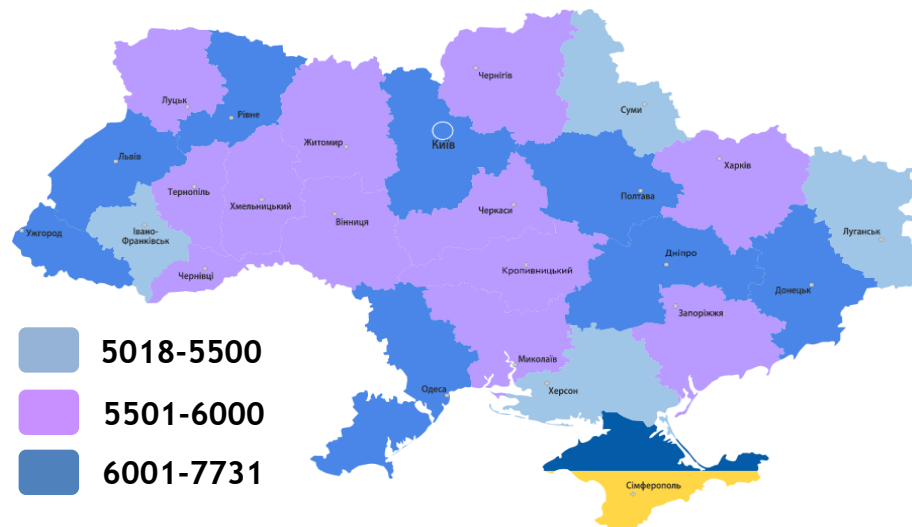 Чернігів
Луцьк
Суми
Рівне
Житомир
Київ
Львів
Харків
Тернопіль
Полтава
Хмельницький
Черкаси
Вінниця
Ужгород
Івано-
Франківськ
Луганськ
Дніпро
Чернівці
Кропивницький
Донецьк
Запоріжжя
5018-5500
Миколаїв
Одеса
Херсон
5501-6000
6001-7731
Сімферополь